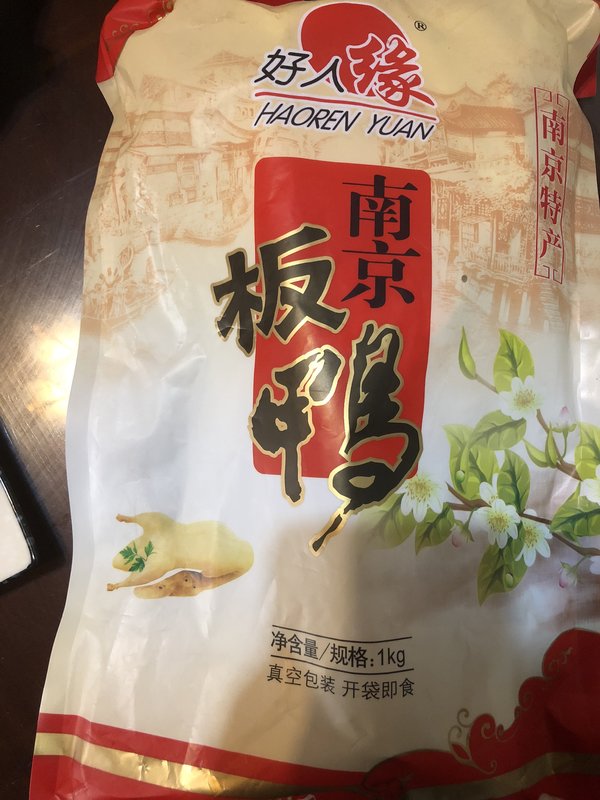 好人缘®
HAOREN YUAN
南京特产
南京
板鸭
净含量/规格:1kg
真空包装 开袋即食